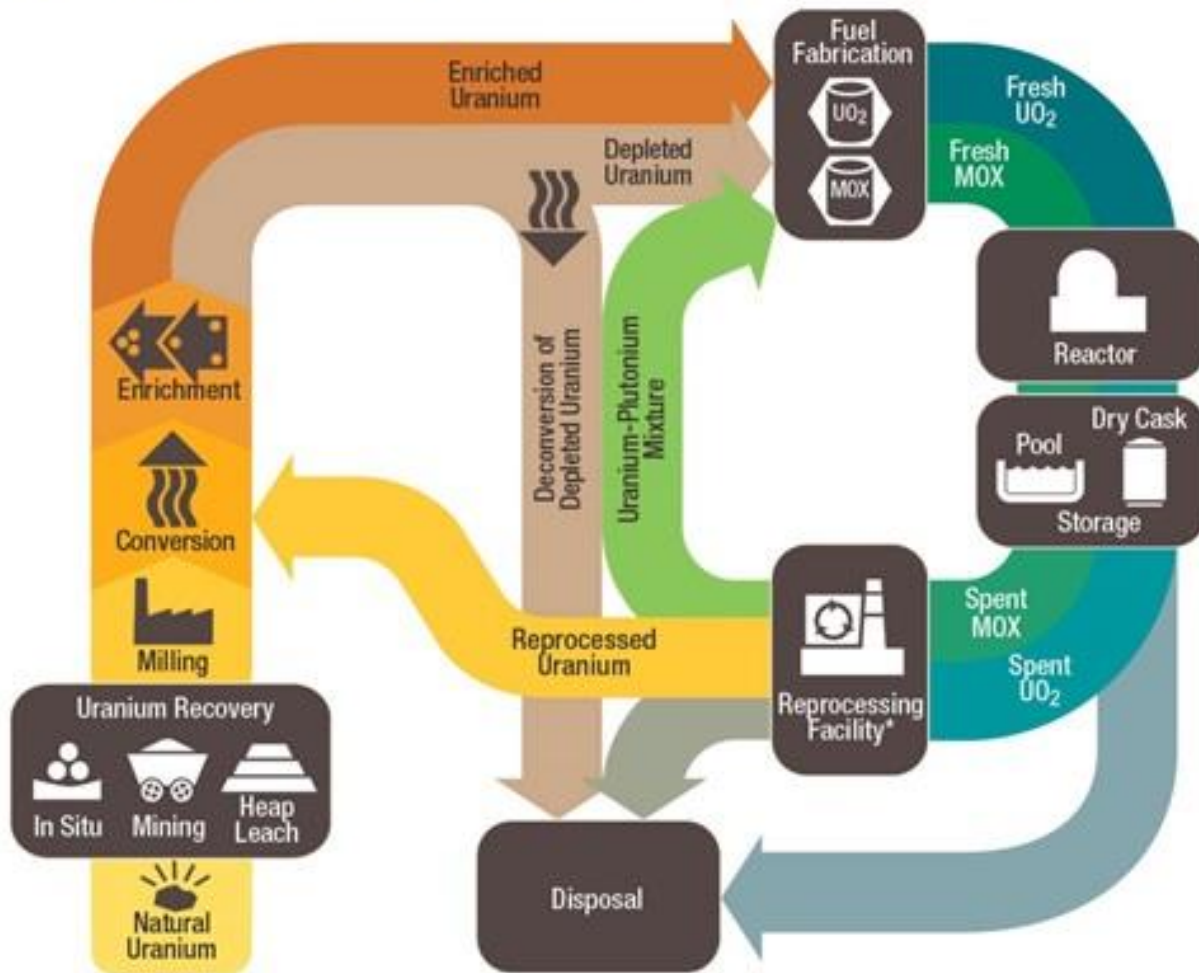 Fuel
Fabrication
UO₂
MOX
Enriched
Uranium
Depleted
Uranium
Fresh
UO₂
Fresh
MOX
Reactor
Dry Cask
Pool
Storage
Enrichment
Conversion
Milling
Deconversion of
Depleted Uranium
Uranium-Plutonium
Mixture
Reprocessed
Uranium
Reprocessing
Facility*
Spent
MOX
Spent
UO₂
Uranium Recovery
In Situ
Mining
Heap
Leach
Natural
Uranium
Disposal